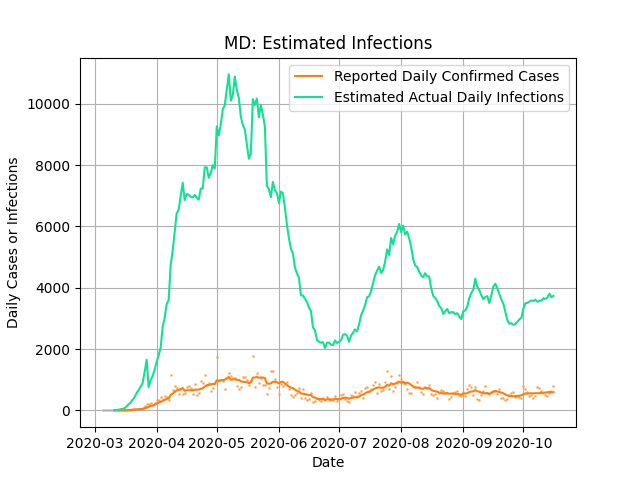 MD: Estimated Infections
Reported Daily Confirmed Cases
Estimated Actual Daily Infections
Daily Cases or Infections
10000
8000
6000
4000
2000
0
2020-03 2020-04 2020-05 2020-06 2020-07 2020-08 2020-09 2020-10
Date